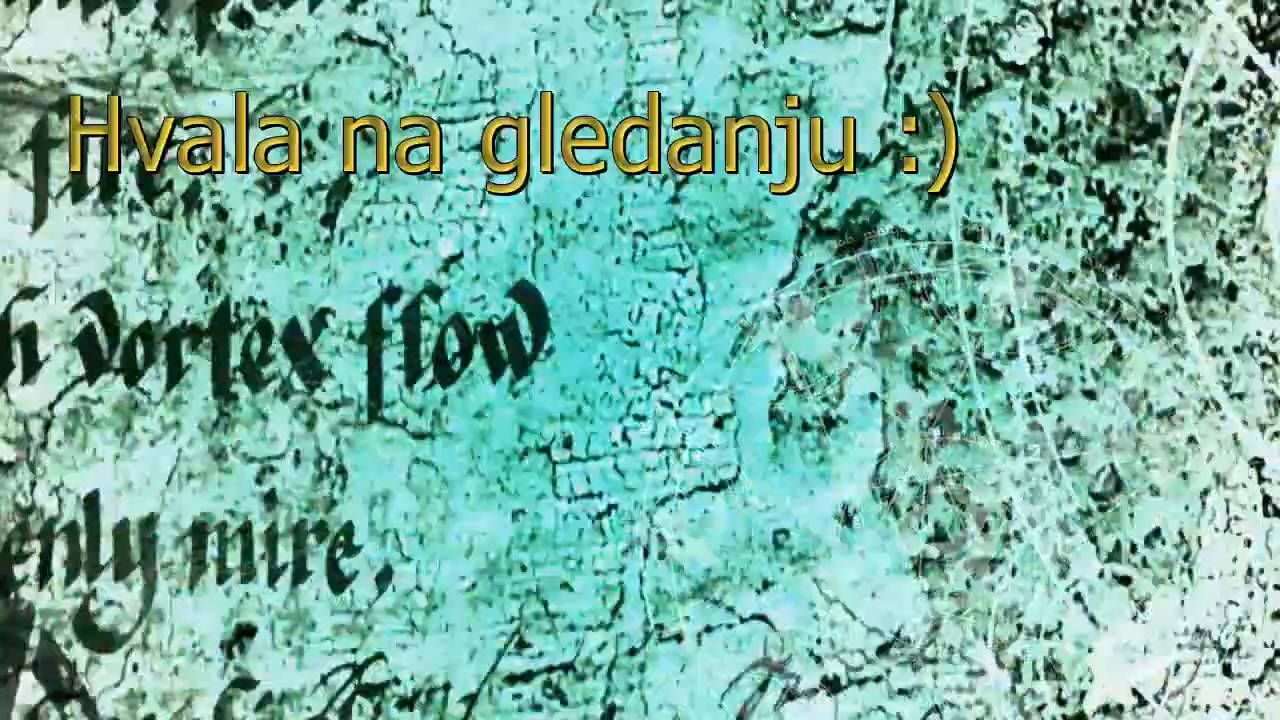 Hvala na gledanju :)
h vortex flow
enly mire,